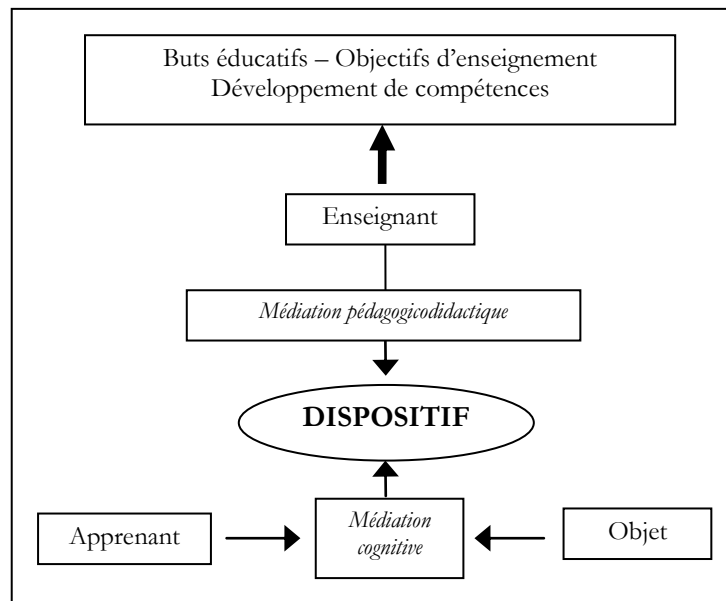 Buts éducatifs – Objectifs d'enseignement
Développement de compétences
Enseignant
Médiation pédagogicodidactique
DISPOSITIF
Apprenant
Médiation
cognitive
Objet